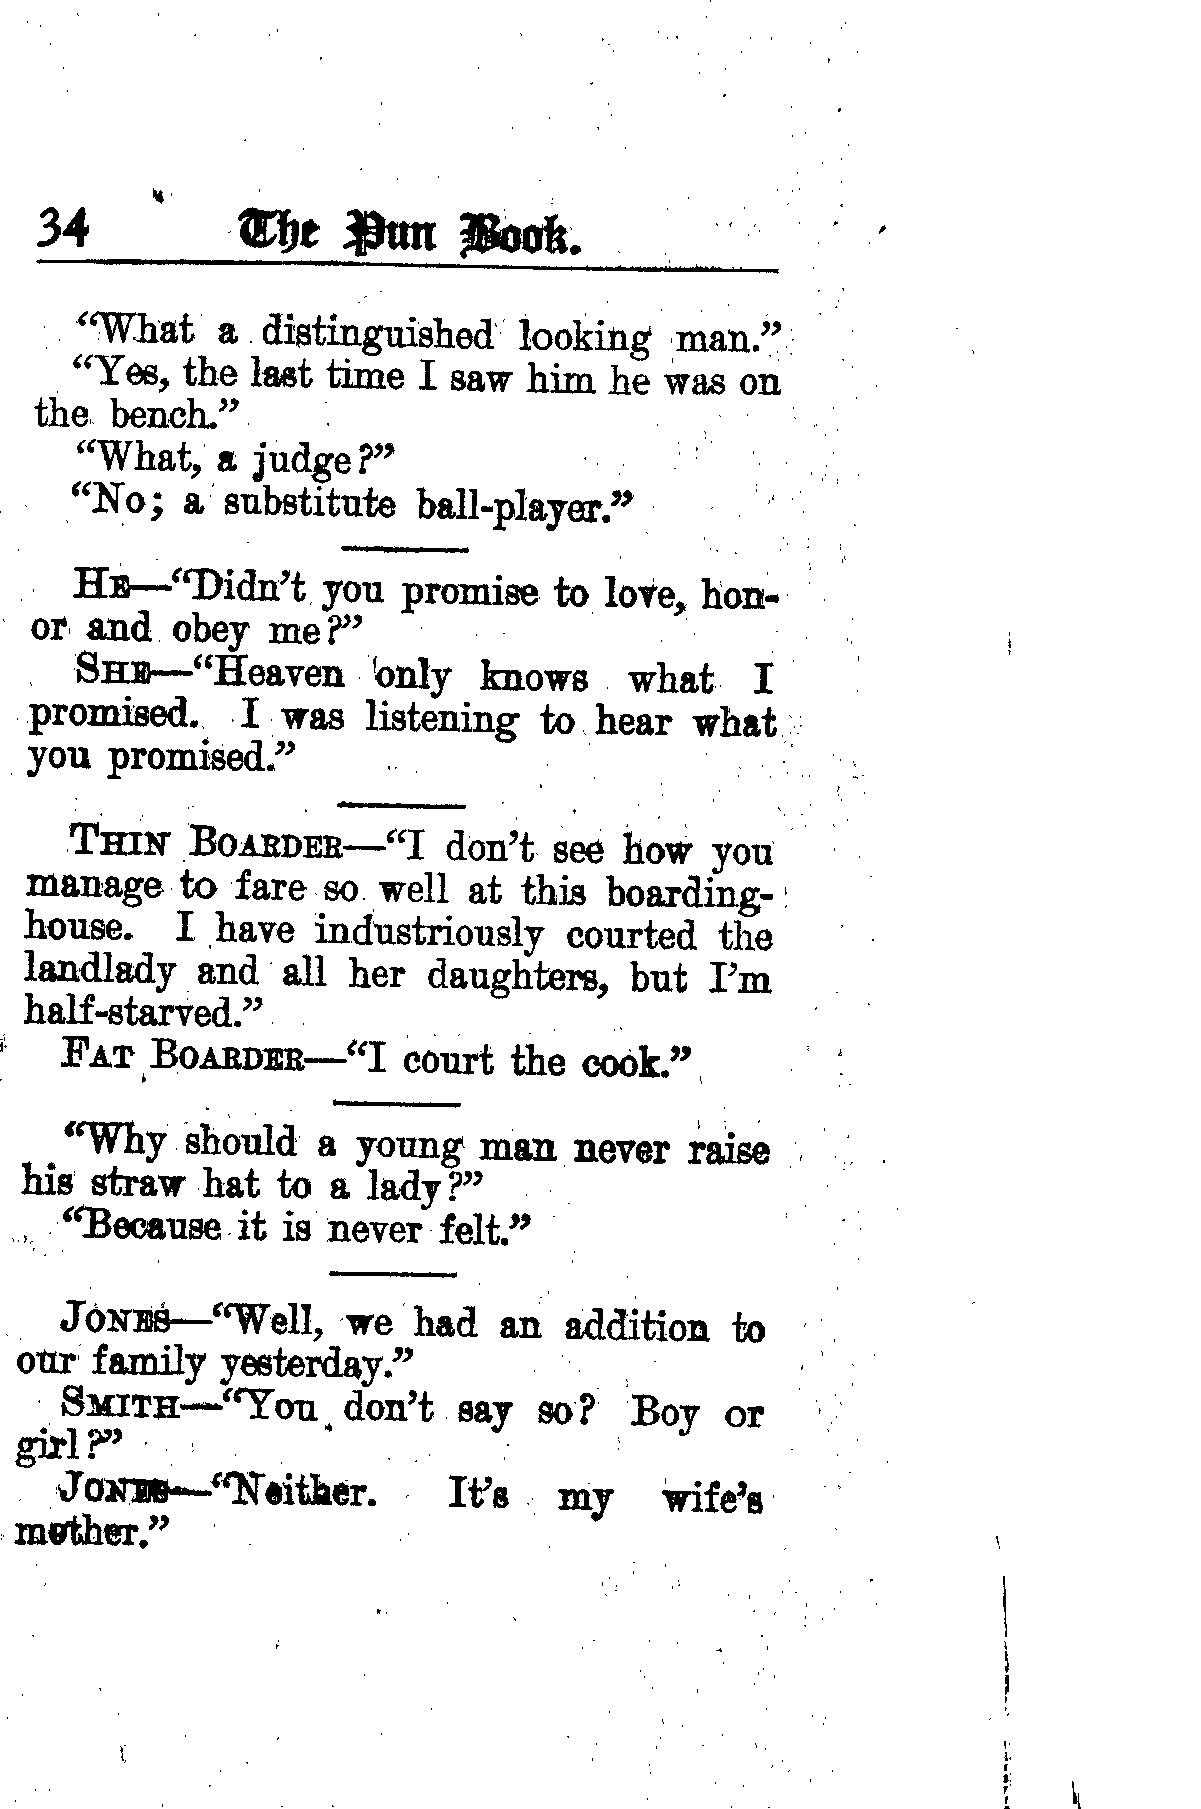 34 The Pun Book.
“What a distinguished looking man.”
“Yes, the last time I saw him he was on
the bench.”
“What, a judge?”
“No; a substitute ball-player.”
HE—“Didn’t you promise to love, hon-
or and obey me?”
SHE—“Heaven only knows what I
promised. I was listening to hear what
you promised.”
THIN BOARDER—“I don’t see how you
manage to fare so well at this boarding-
house. I have industriously courted the
landlady and all her daughters, but I’m
half-starved.”
FAT BOARDER—“I court the cook.”
“Why should a young man never raise
his straw hat to a lady?”
“Because it is never felt.”
JONES—“Well, we had an addition to
our family yesterday.”
SMITH—“You don’t say so? Boy or
girl?”
JONES—“Neither. It’s my wife’s
mother.”